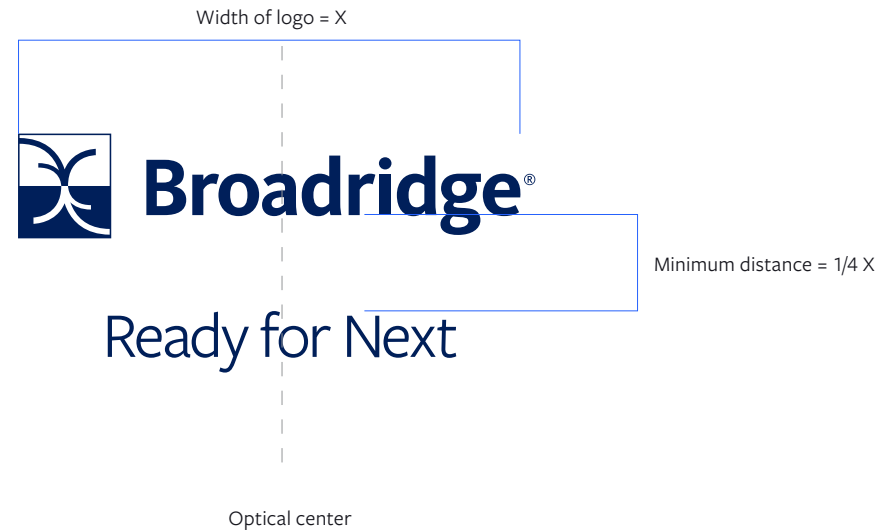 Width of logo = X
Broadridge®
Minimum distance = 1/4 X
Ready for Next
Optical center